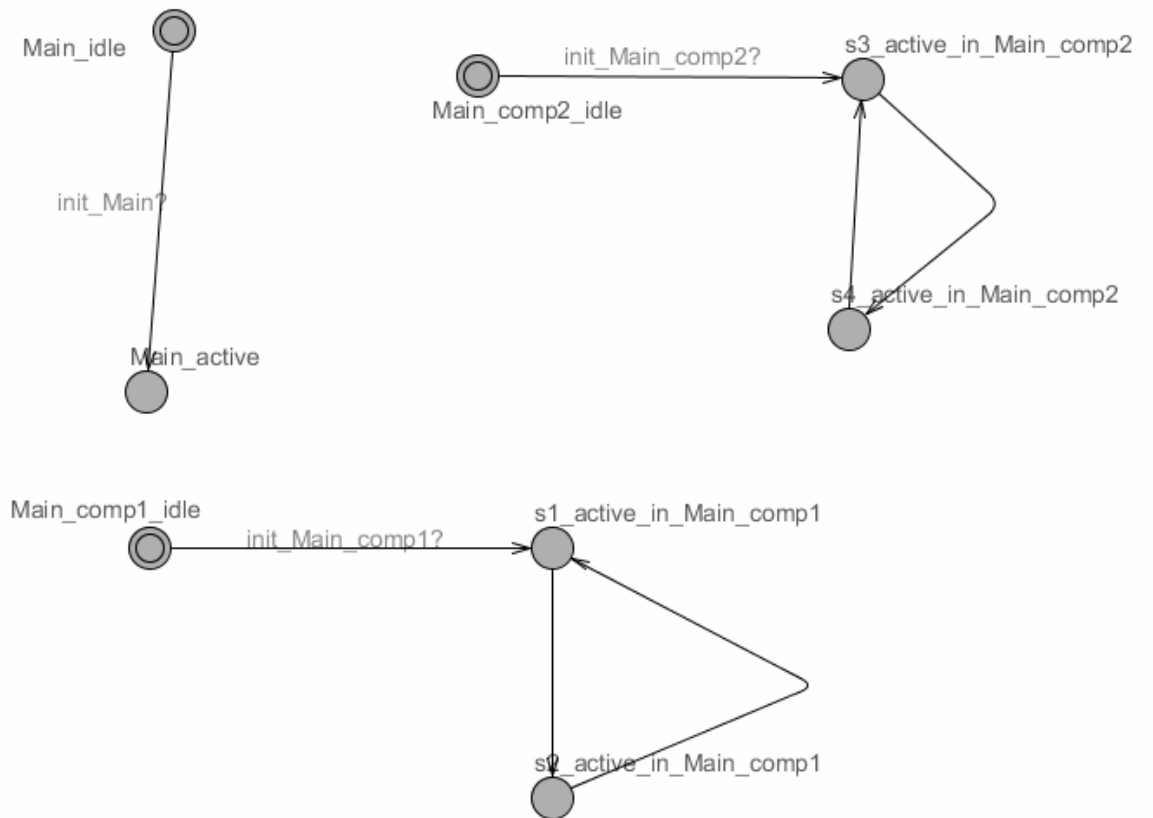 Main_idle
init_Main?
Main_active
Main_comp2_idle
init_Main_comp2?
s3_active_in_Main_comp2
s4_active_in_Main_comp2
Main_comp1_idle
init_Main_comp1?
s1_active_in_Main_comp1
s2_active_in_Main_comp1